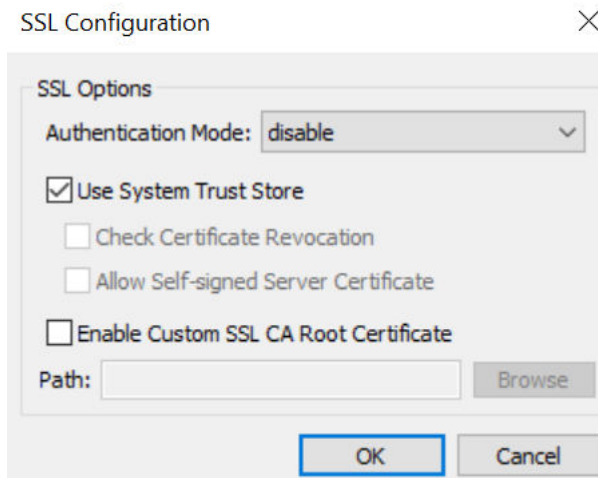 SSL Configuration
SSL Options
Authentication Mode: disable
Use System Trust Store
Check Certificate Revocation
Allow Self-signed Server Certificate
Enable Custom SSL CA Root Certificate
Path: Browse
OK Cancel